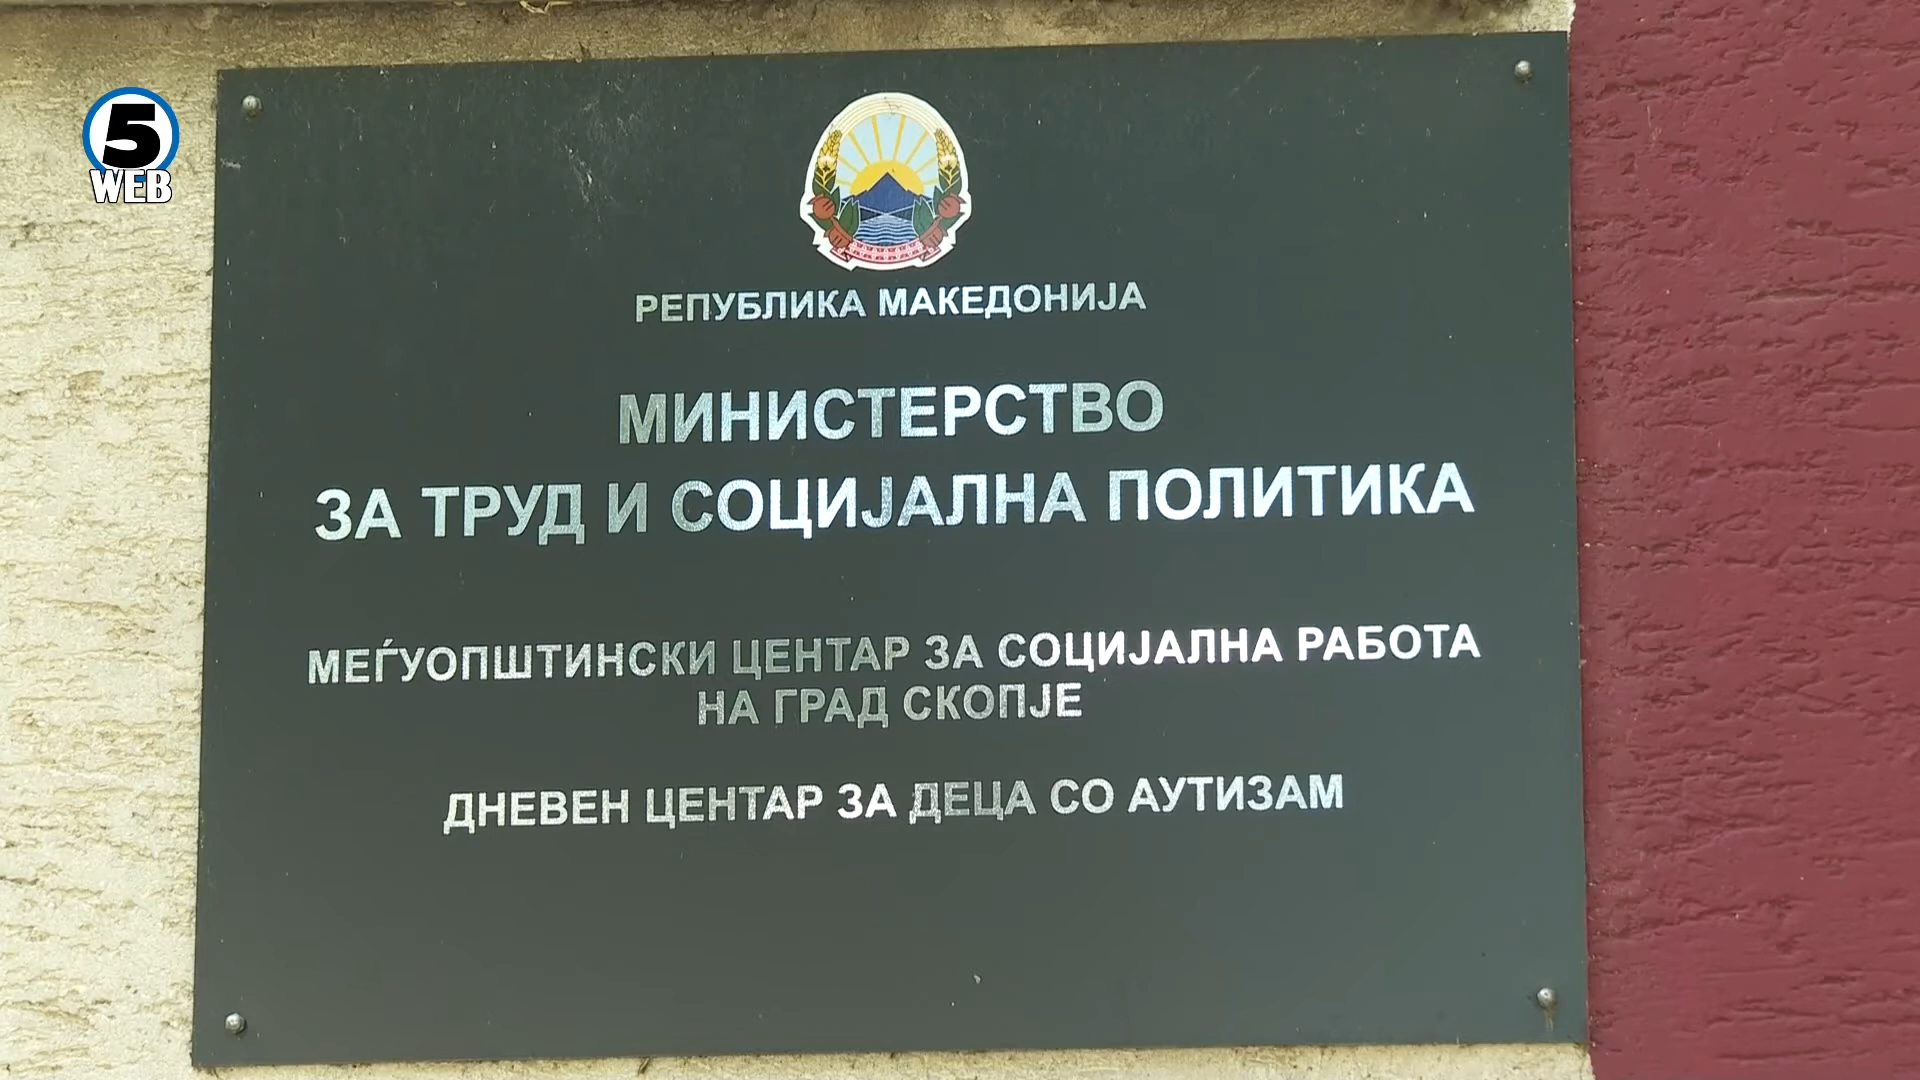 5
WEB
РЕПУБЛИКА МАКЕДОНИЈА
МИНИСТЕРСТВО
ЗА ТРУД И СОЦИЈАЛНА ПОЛИТИКА
МЕЃУОПШТИНСКИ ЦЕНТАР ЗА СОЦИЈАЛНА РАБОТА
НА ГРАД СКОПЈЕ
ДНЕВЕН ЦЕНТАР ЗА ДЕЦА СО АУТИЗАМ